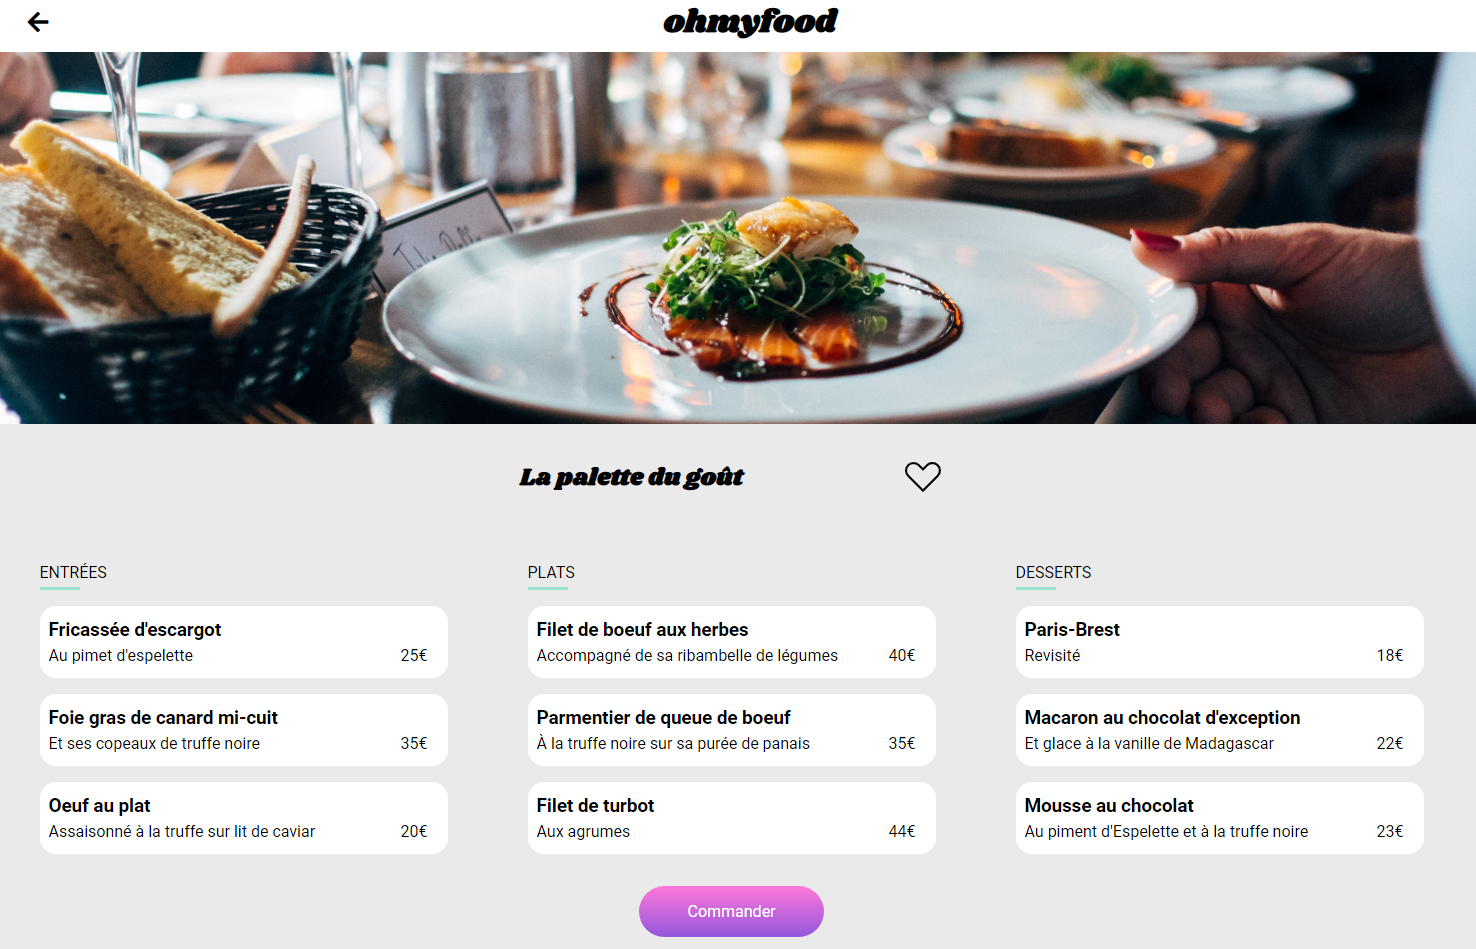 ohmyfood
La palette du goût
ENTRÉES
Fricassée d'escargot
Au pimet d'espelette 25€
Foie gras de canard mi-cuit
Et ses copeaux de truffe noire 35€
Oeuf au plat
Assaisonné à la truffe sur lit de caviar 20€
PLATS
Filet de boeuf aux herbes
Accompagné de sa ribambelle de légumes 40€
Parmentier de queue de boeuf
À la truffe noire sur sa purée de panais 35€
Filet de turbot
Aux agrumes 44€
DESSERTS
Paris-Brest
Revisité 18€
Macaron au chocolat d'exception
Et glace à la vanille de Madagascar 22€
Mousse au chocolat
Au piment d'Espelette et à la truffe noire 23€
Commander